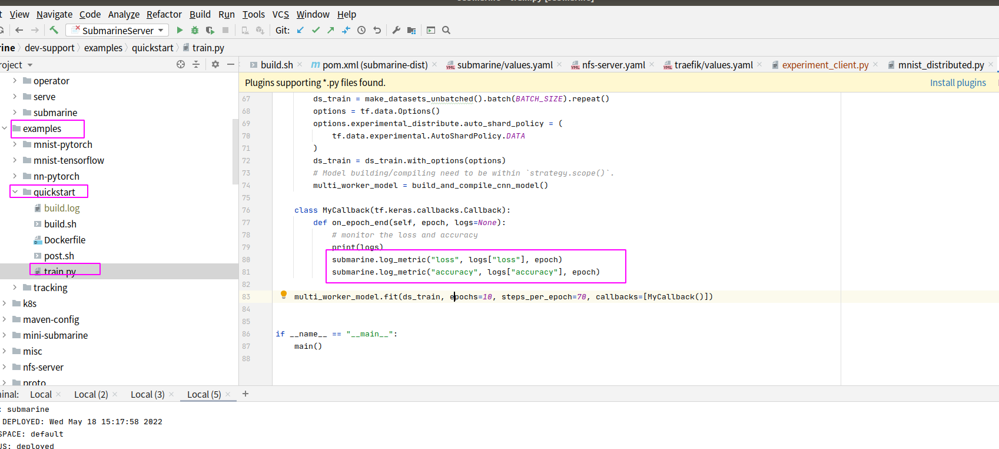 View Navigate Code Analyze Refactor Build Run Tools VCS Window Help
SubmarineServer Git:
dev-support examples quickstart train.py
build.sh pom.xml (submarine-dist) submarine/values.yaml nfs-server.yaml traefik/values.yaml experiment_client.py mnist_distributed.py
Plugins supporting *.py files found. Install plugins
operator
serve
submarine
examples
mnist-pytorch
mnist-tensorflow
nn-pytorch
quickstart
build.log
build.sh
Dockerfile
post.sh
train.py
tracking
k8s
maven-config
mini-submarine
misc
nfs-server
proto
67 ds_train = make_datasets_unbatched().batch(BATCH_SIZE).repeat()
68 options = tf.data.Options()
69 options.experimental_distribute.auto_shard_policy = (
70 tf.data.experimental.AutoShardPolicy.DATA
71 )
72 ds_train = ds_train.with_options(options)
73 # Model building/compiling need to be within `strategy.scope()`.
74 multi_worker_model = build_and_compile_cnn_model()
75
76 class MyCallback(tf.keras.callbacks.Callback):
77 def on_epoch_end(self, epoch, logs=None):
78 # monitor the loss and accuracy
79 print(logs)
80 submarine.log_metric("loss", logs["loss"], epoch)
81 submarine.log_metric("accuracy", logs["accuracy"], epoch)
82
83 multi_worker_model.fit(ds_train, epochs=10, steps_per_epoch=70, callbacks=[MyCallback()])
84
85
86 if __name__ == "__main__":
87 main()
88
Local Local (2) Local (3) Local (5) +
: submarine
DEPLOYED: Wed May 18 15:17:58 2022
SPACE: default
US: deployed